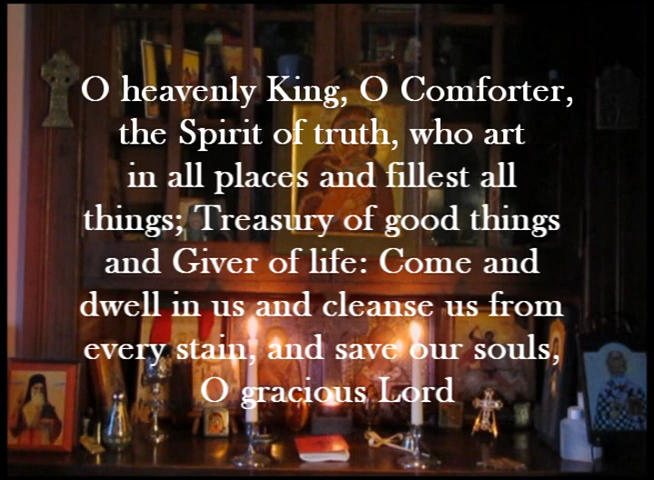 O heavenly King, O Comforter,
the Spirit of truth, who art
in all places and fillest all
things; Treasury of good things
and Giver of life: Come and
dwell in us and cleanse us from
every stain, and save our souls,
O gracious Lord